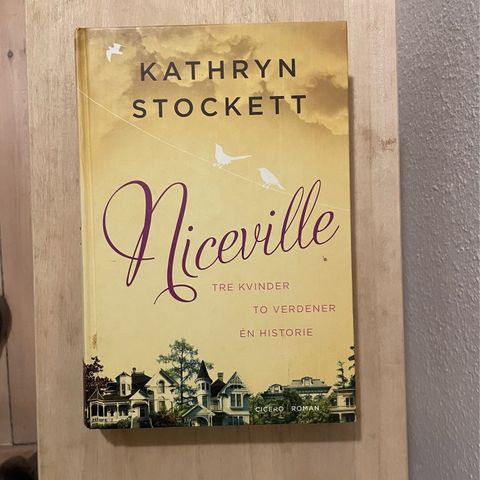 KATHRYN
STOCKETT
Niceville
TRE KVINDER
TO VERDENER
ÉN HISTORIE
CICERO | ROMAN